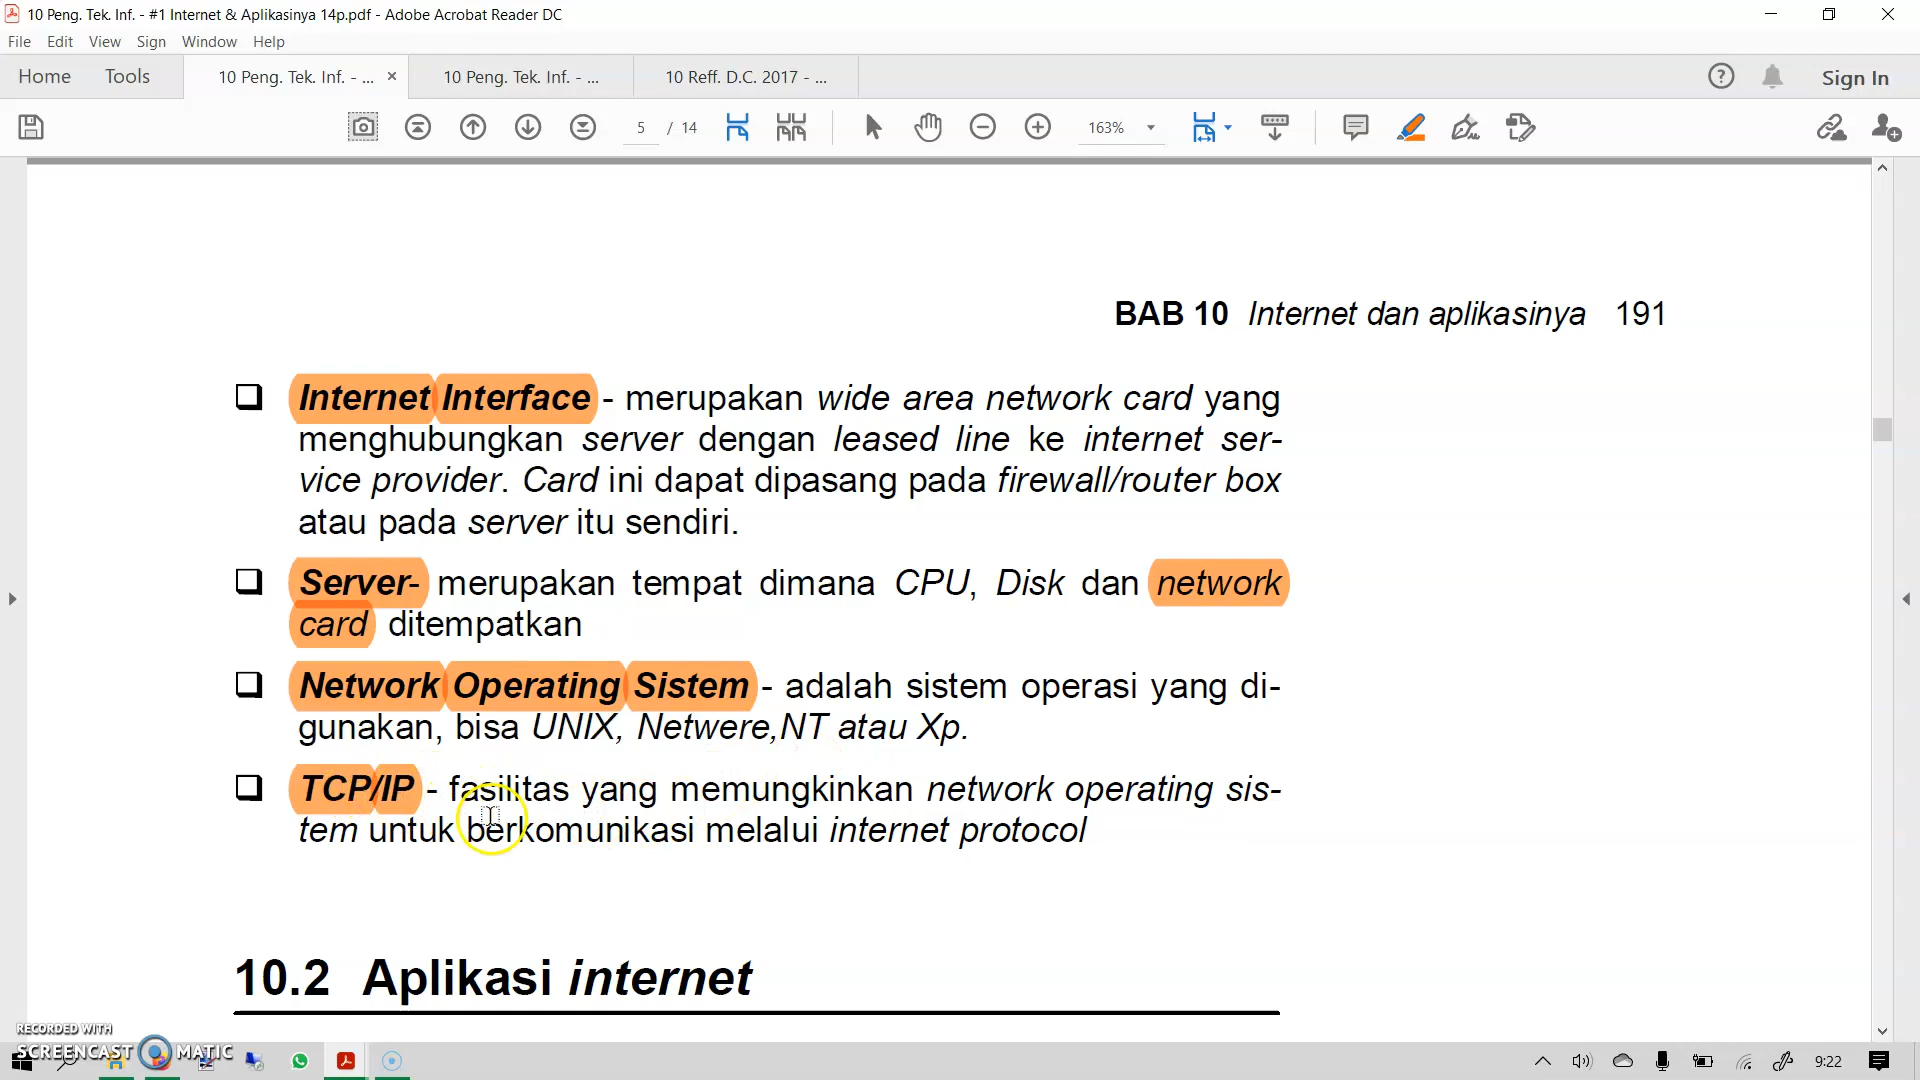 10 Peng. Tek. Inf. - #1 Internet & Aplikasinya 14p.pdf - Adobe Acrobat Reader DC
File Edit View Sign Window Help
Home Tools 10 Peng. Tek. Inf. - ... × 10 Peng. Tek. Inf. - ... 10 Reff. D.C. 2017 - ... Sign In
5 / 14 163%
BAB 10 Internet dan aplikasinya 191
Internet Interface - merupakan wide area network card yang
menghubungkan server dengan leased line ke internet ser-
vice provider. Card ini dapat dipasang pada firewall/router box
atau pada server itu sendiri.
Server- merupakan tempat dimana CPU, Disk dan network
card ditempatkan
Network Operating Sistem - adalah sistem operasi yang di-
gunakan, bisa UNIX, Netwere,NT atau Xp.
TCP/IP - fasilitas yang memungkinkan network operating sis-
tem untuk berkomunikasi melalui internet protocol
10.2 Aplikasi internet
RECORDED WITH
SCREENCAST MATIC
9:22